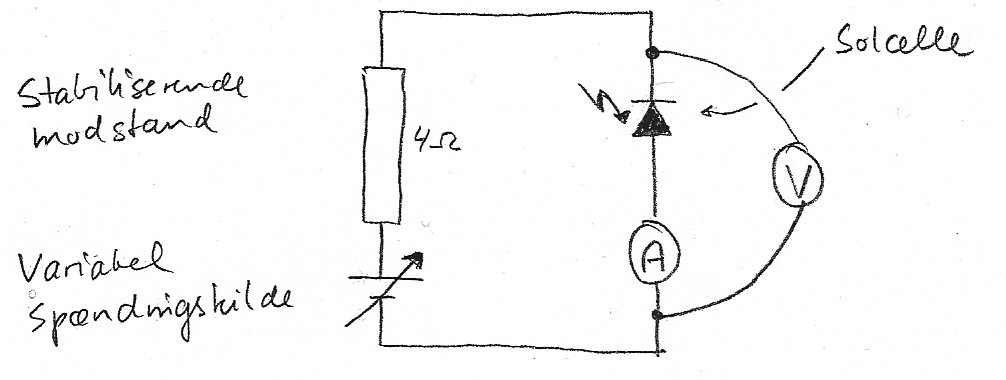 Solcelle
Stabiliserende
modstand
4Ω
V
A
Variabel
Spændingskilde